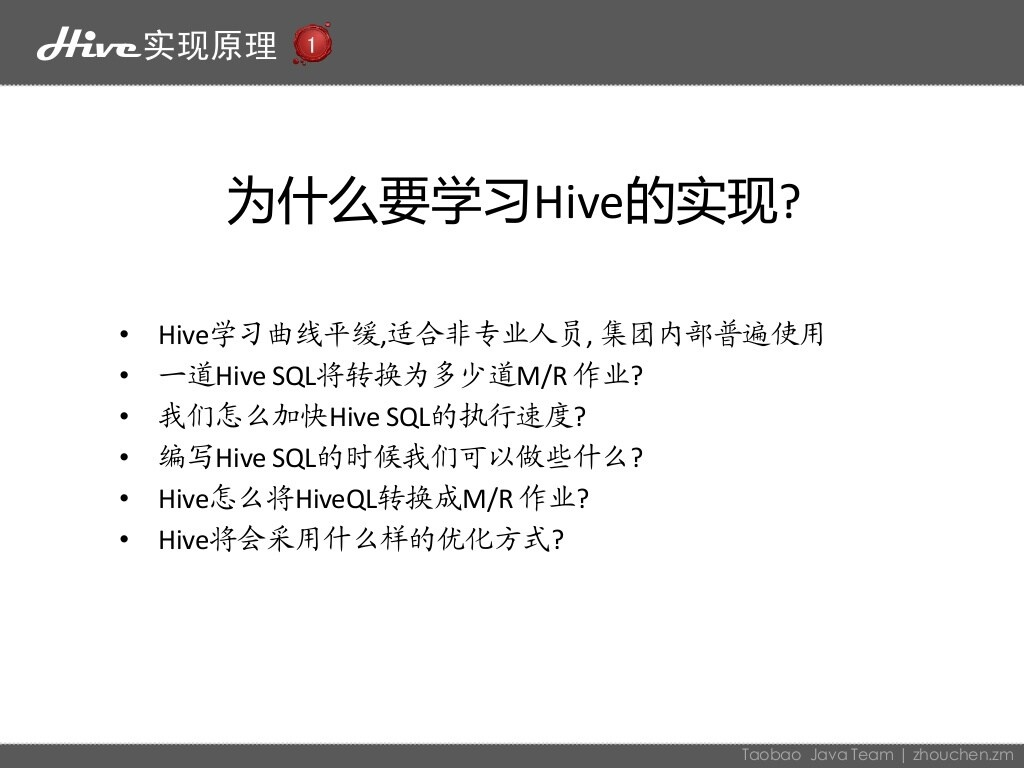 Hive实现原理 1
为什么要学习Hive的实现?
• Hive学习曲线平缓,适合非专业人员, 集团内部普遍使用
• 一道Hive SQL将转换为多少道M/R 作业?
• 我们怎么加快Hive SQL的执行速度?
• 编写Hive SQL的时候我们可以做些什么?
• Hive怎么将HiveQL转换成M/R 作业?
• Hive将会采用什么样的优化方式?
Taobao Java Team | zhouchen.zm